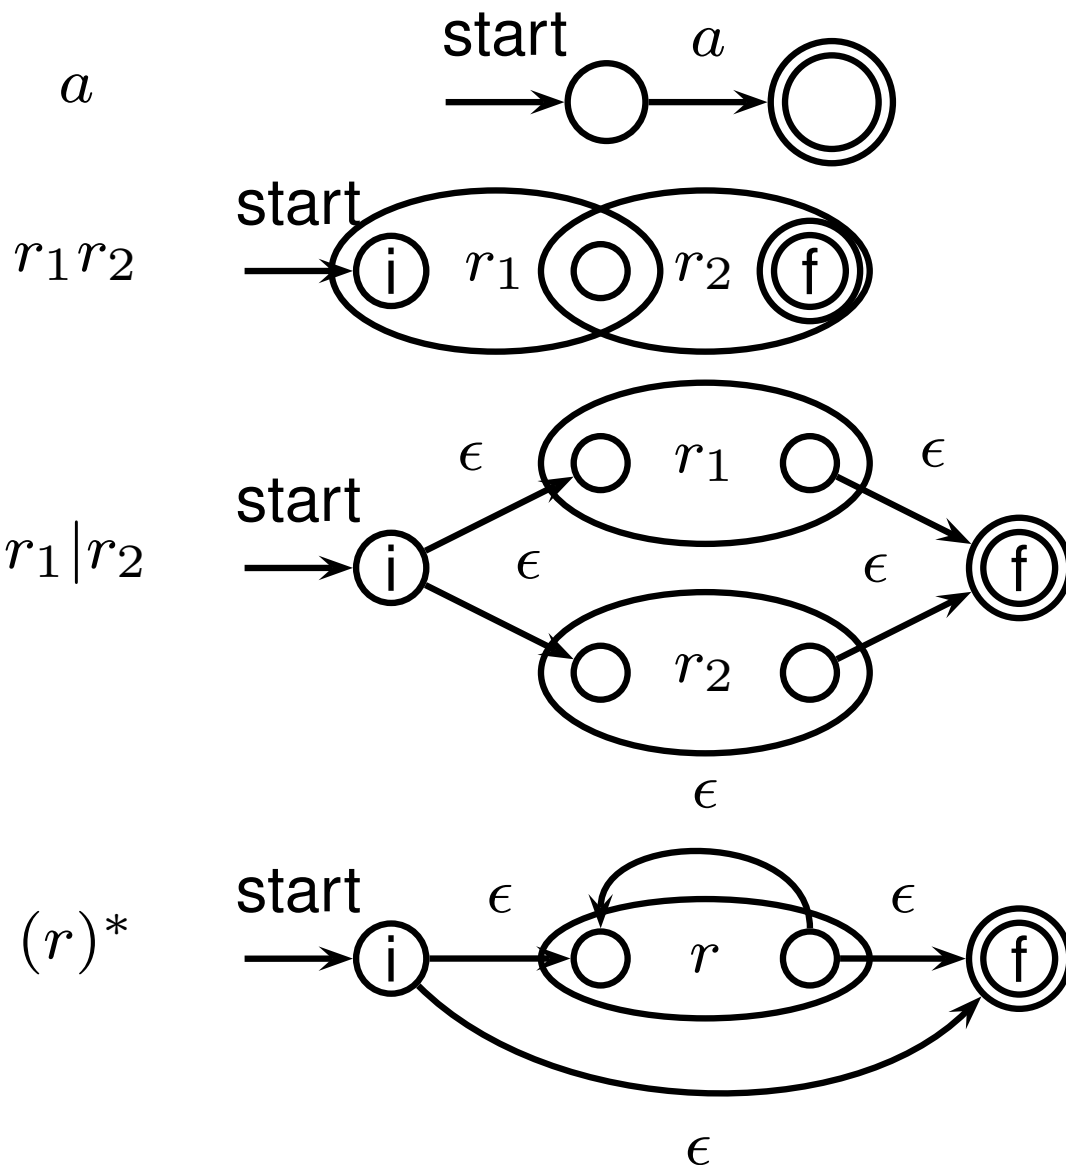 start a
a
start
r₁r₂ i r₁ r₂ f
ϵ r₁ ϵ
start
r₁|r₂ i ϵ ϵ f
r₂
ϵ
start ϵ ϵ
(r)* i r f
ϵ